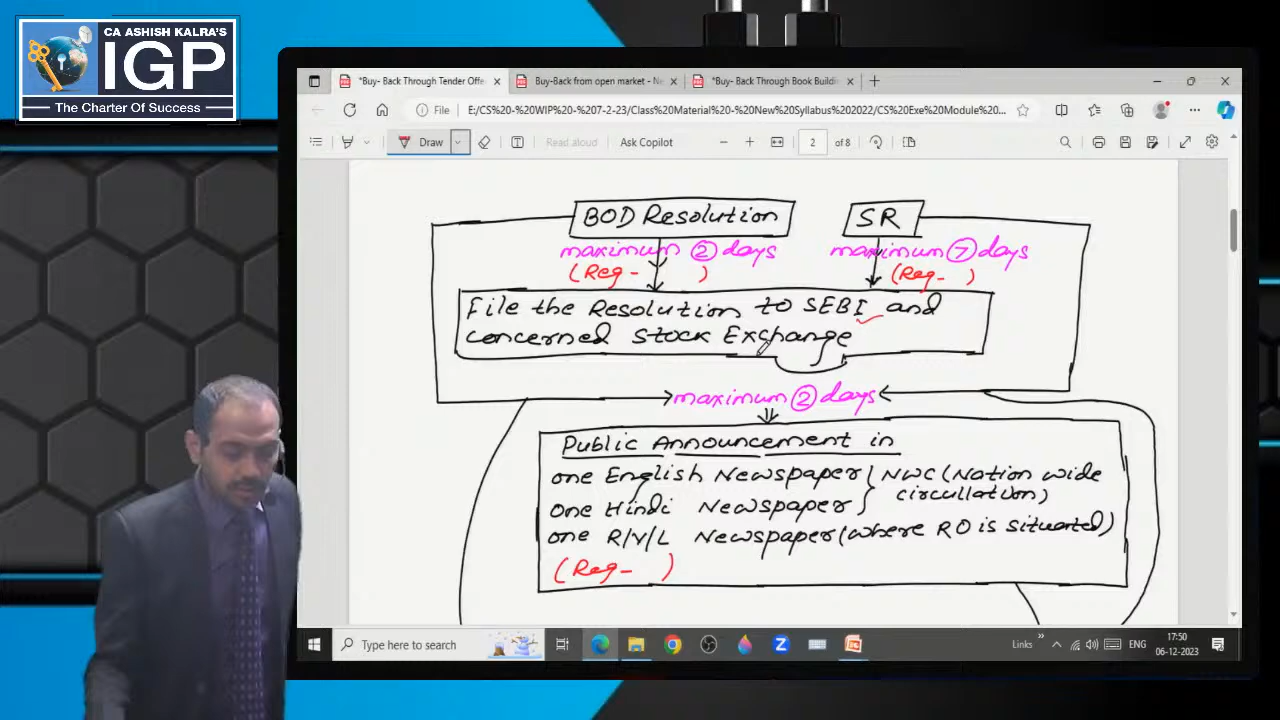 CA ASHISH KALRA'S
IGP
The Charter Of Success
*Buy- Back Through Tender Offe
Buy-Back from open market - Ne
*Buy- Back Through Book Buildi
File
E:/CS%20-%20WIP%20-%207-2-23/Class%20Material%20-%20New%20Syllabus%202022/CS%20Exe%20Module%20...
Draw
Read aloud
Ask Copilot
2
of 8
BOD Resolution
SR
maximum 2 days
maximum 7 days
(Reg- )
(Reg- )
File the Resolution to SEBI and
concerned Stock Exchange
maximum 2 days
Public Announcement in
one English Newspaper } NWC (Nation wide
circullation)
one Hindi Newspaper
one R/V/L Newspaper (where RO is situated)
(Reg- )
Type here to search
Links
ENG
17:50
06-12-2023